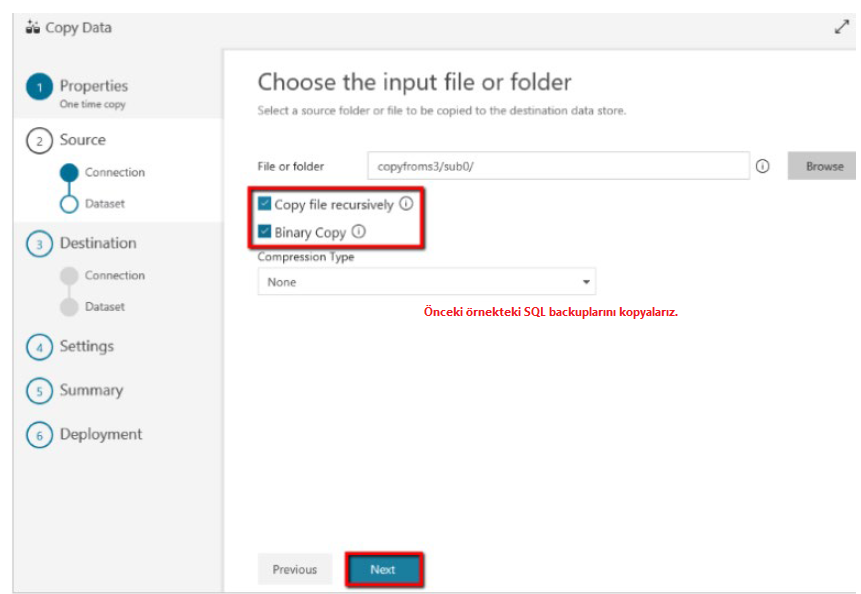 Copy Data
1 Properties
One time copy
2 Source
Connection
Dataset
3 Destination
Connection
Dataset
4 Settings
5 Summary
6 Deployment
Choose the input file or folder
Select a source folder or file to be copied to the destination data store.
File or folder copyfroms3/sub0/ Browse
Copy file recursively
Binary Copy
Compression Type
None
Önceki örnekteki SQL backuplarını kopyalarız.
Previous Next